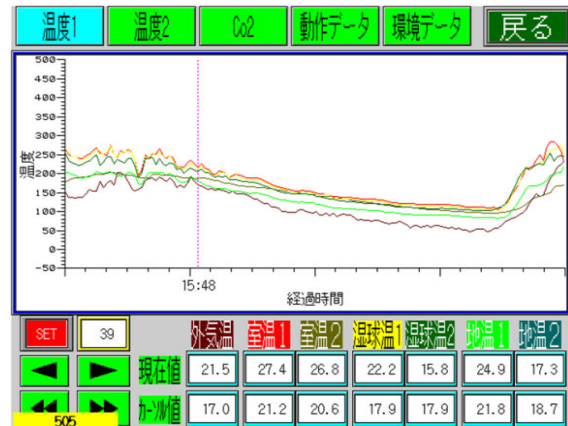 温度1 温度2 Co2 動作データ 環境データ 戻る
500
450
400
350
300
温度 250
200
150
100
50
0
-50
15:48
経過時間
SET 39 外気温 室温1 室温2 湿球温1 湿球温2 地温1 地温2
現在値 21.5 27.4 26.8 22.2 15.8 24.9 17.3
カーソル値 17.0 21.2 20.6 17.9 17.9 21.8 18.7
505